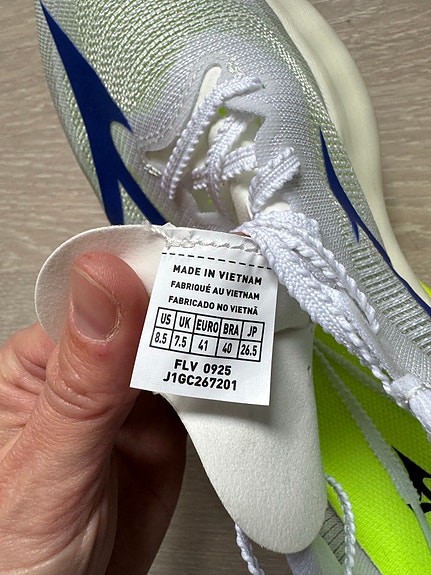 MADE IN VIETNAM
FABRIQUÉ AU VIETNAM
FABRICADO NO VIETNÃ
US UK EURO BRA JP
8.5 7.5 41 40 26.5
FLV 0925
J1GC267201